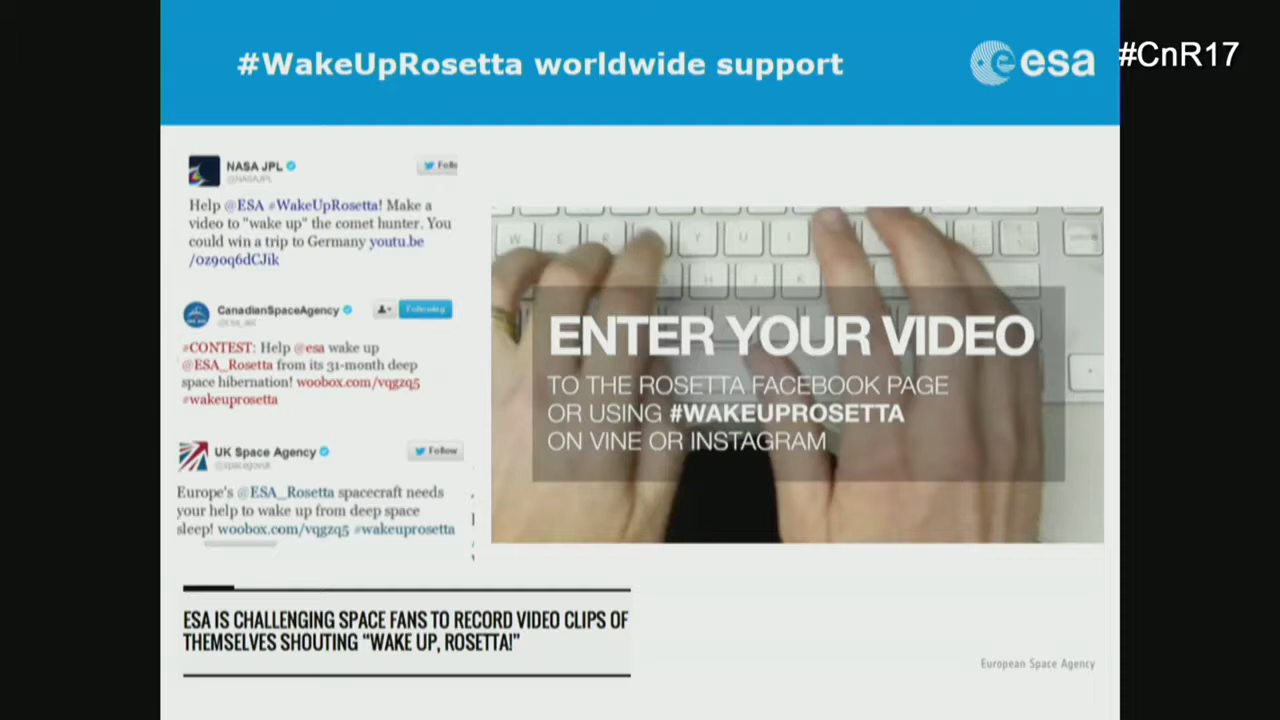 #WakeUpRosetta worldwide support
esa
#CnR17
NASA JPL
@NASAJPL
Help @ESA #WakeUpRosetta! Make a
video to "wake up" the comet hunter. You
could win a trip to Germany youtu.be
/0z9oq6dCJik
CanadianSpaceAgency
Following
#CONTEST: Help @esa wake up
@ESA_Rosetta from its 31-month deep
space hibernation! woobox.com/vqgzq5
#wakeuprosetta
UK Space Agency
@spacegovuk
Follow
Europe's @ESA_Rosetta spacecraft needs
your help to wake up from deep space
sleep! woobox.com/vqgzq5 #wakeuprosetta
W E R Y U I
H K
ENTER YOUR VIDEO
TO THE ROSETTA FACEBOOK PAGE
OR USING #WAKEUPROSETTA
ON VINE OR INSTAGRAM
ESA IS CHALLENGING SPACE FANS TO RECORD VIDEO CLIPS OF
THEMSELVES SHOUTING “WAKE UP, ROSETTA!”
European Space Agency